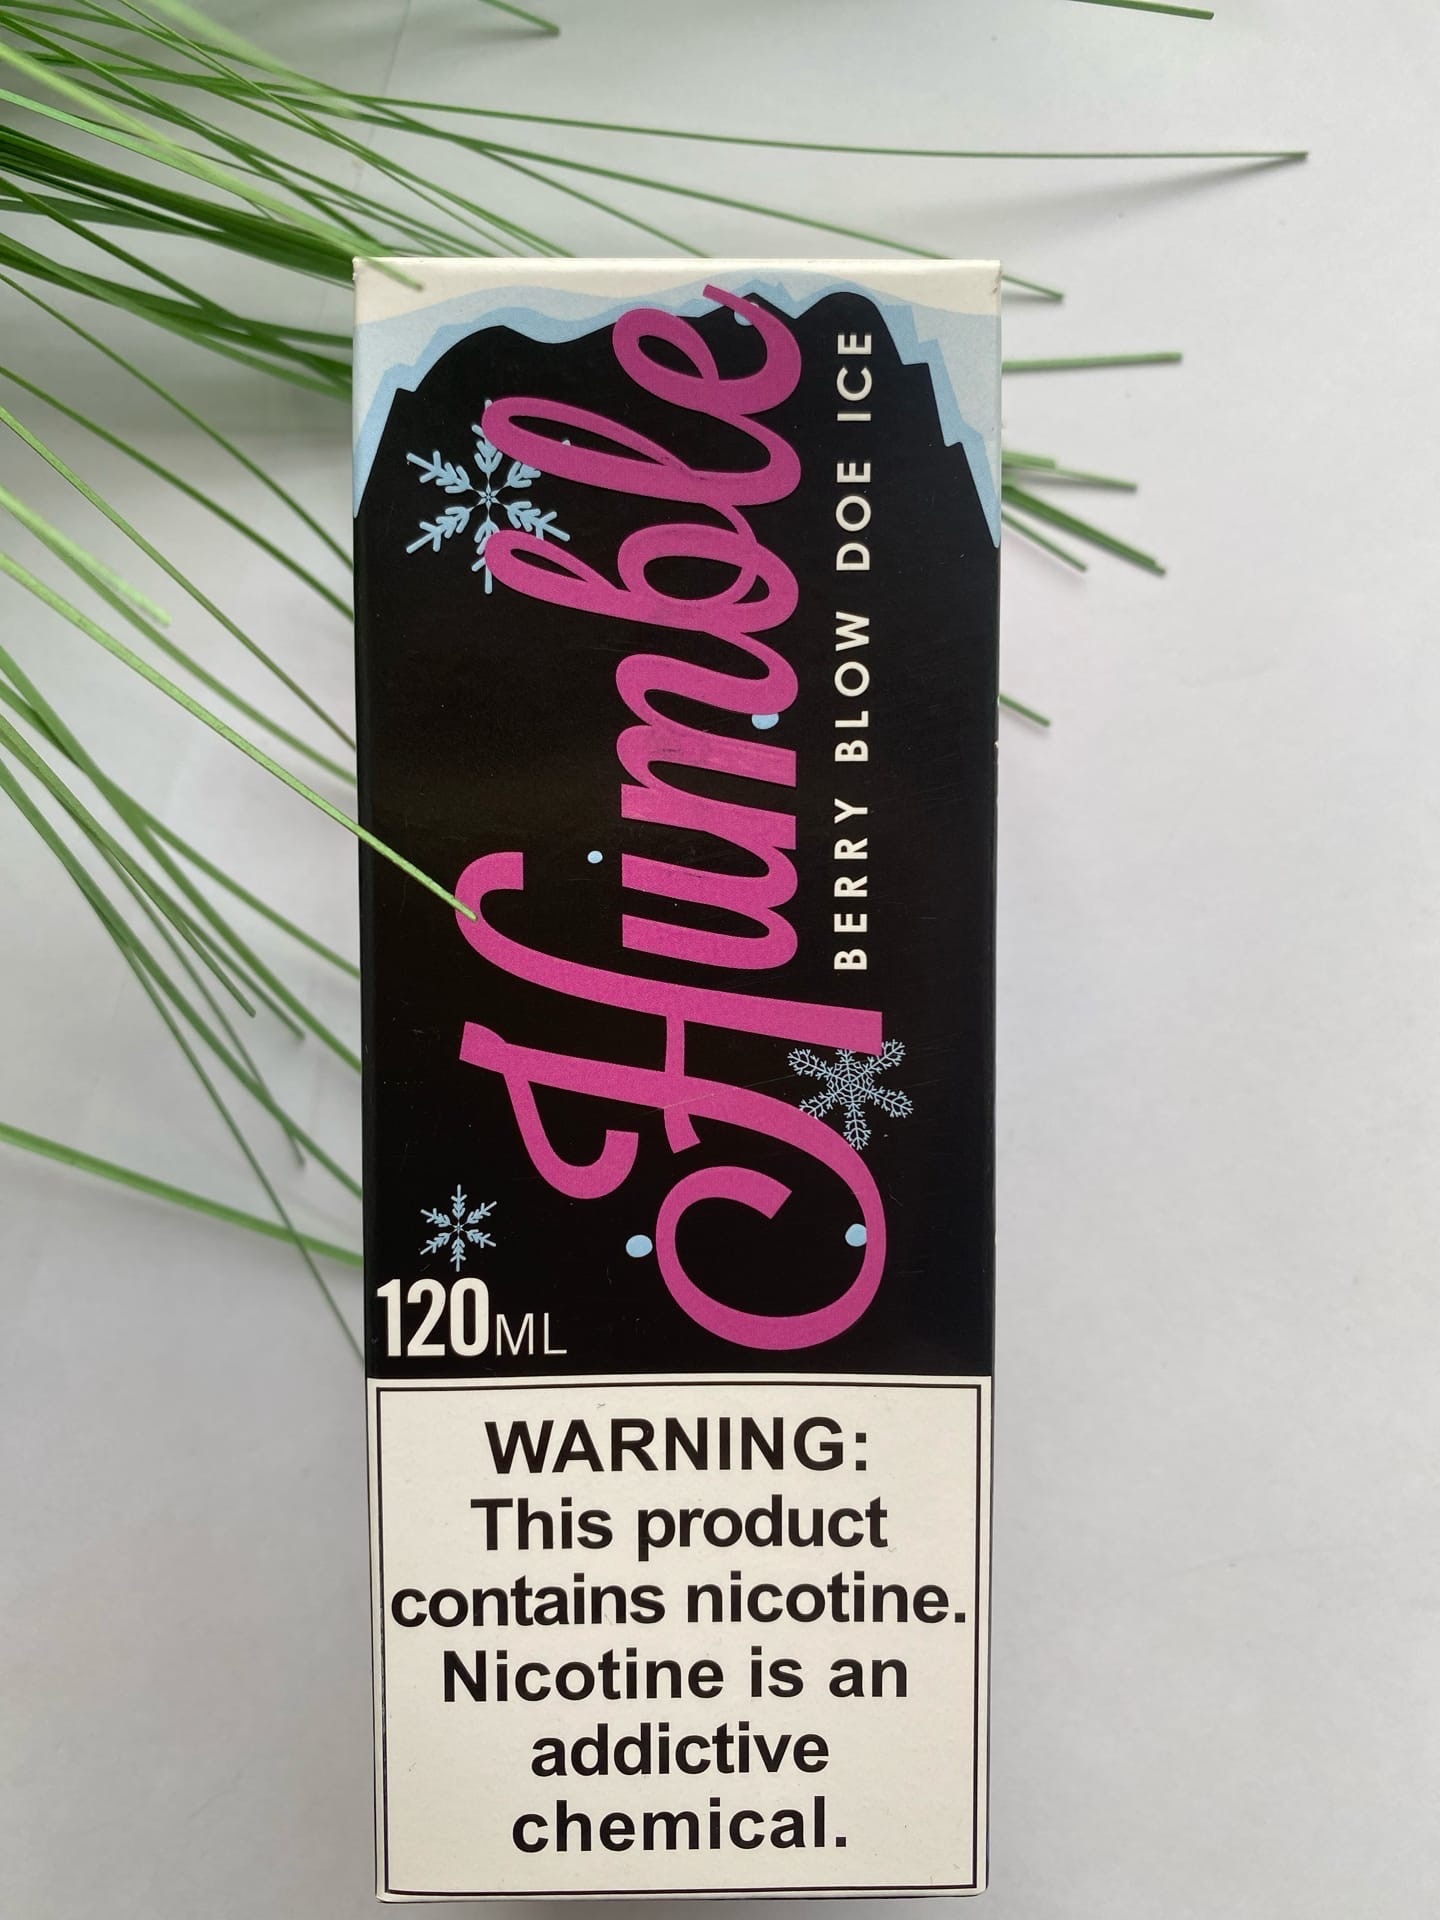 Humble
BERRY BLOW DOE ICE
120ML
WARNING:
This product
contains nicotine.
Nicotine is an
addictive
chemical.